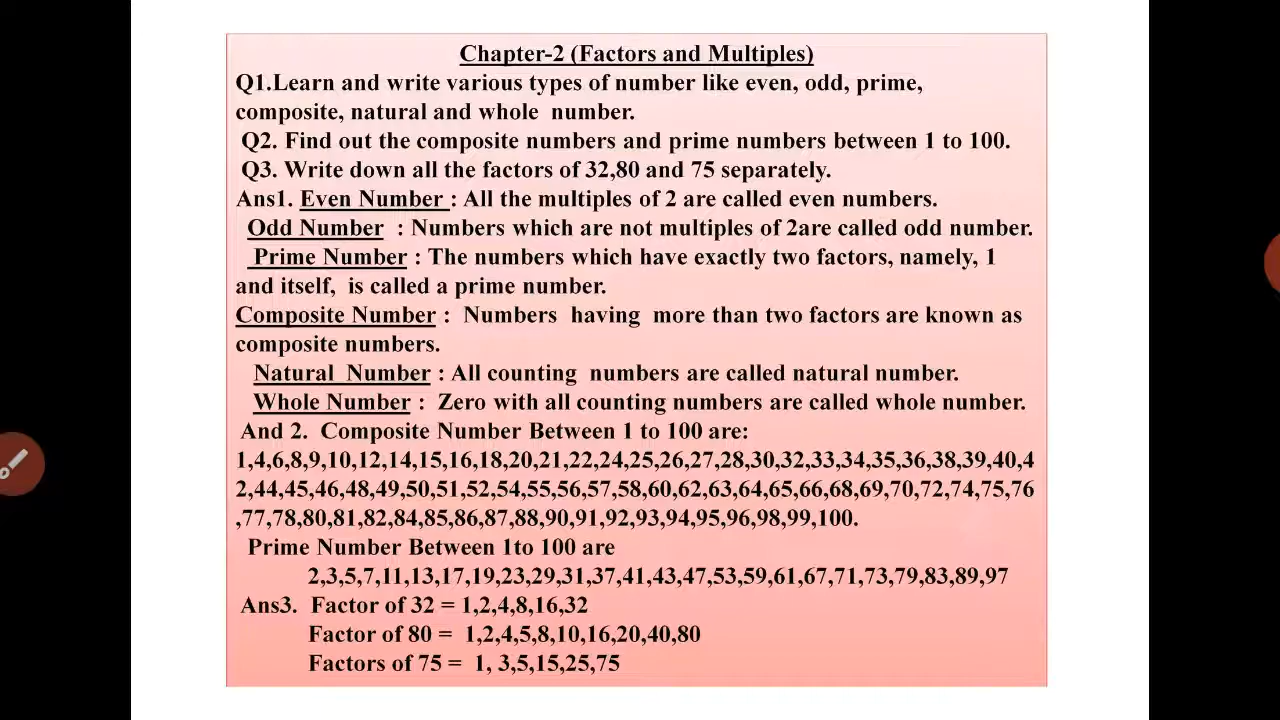 Chapter-2 (Factors and Multiples)
Q1.Learn and write various types of number like even, odd, prime,
composite, natural and whole number.
Q2. Find out the composite numbers and prime numbers between 1 to 100.
Q3. Write down all the factors of 32,80 and 75 separately.
Ans1. Even Number : All the multiples of 2 are called even numbers.
Odd Number : Numbers which are not multiples of 2are called odd number.
Prime Number : The numbers which have exactly two factors, namely, 1
and itself, is called a prime number.
Composite Number : Numbers having more than two factors are known as
composite numbers.
Natural Number : All counting numbers are called natural number.
Whole Number : Zero with all counting numbers are called whole number.
And 2. Composite Number Between 1 to 100 are:
1,4,6,8,9,10,12,14,15,16,18,20,21,22,24,25,26,27,28,30,32,33,34,35,36,38,39,40,4
2,44,45,46,48,49,50,51,52,54,55,56,57,58,60,62,63,64,65,66,68,69,70,72,74,75,76
,77,78,80,81,82,84,85,86,87,88,90,91,92,93,94,95,96,98,99,100.
Prime Number Between 1to 100 are
2,3,5,7,11,13,17,19,23,29,31,37,41,43,47,53,59,61,67,71,73,79,83,89,97
Ans3. Factor of 32 = 1,2,4,8,16,32
Factor of 80 = 1,2,4,5,8,10,16,20,40,80
Factors of 75 = 1, 3,5,15,25,75